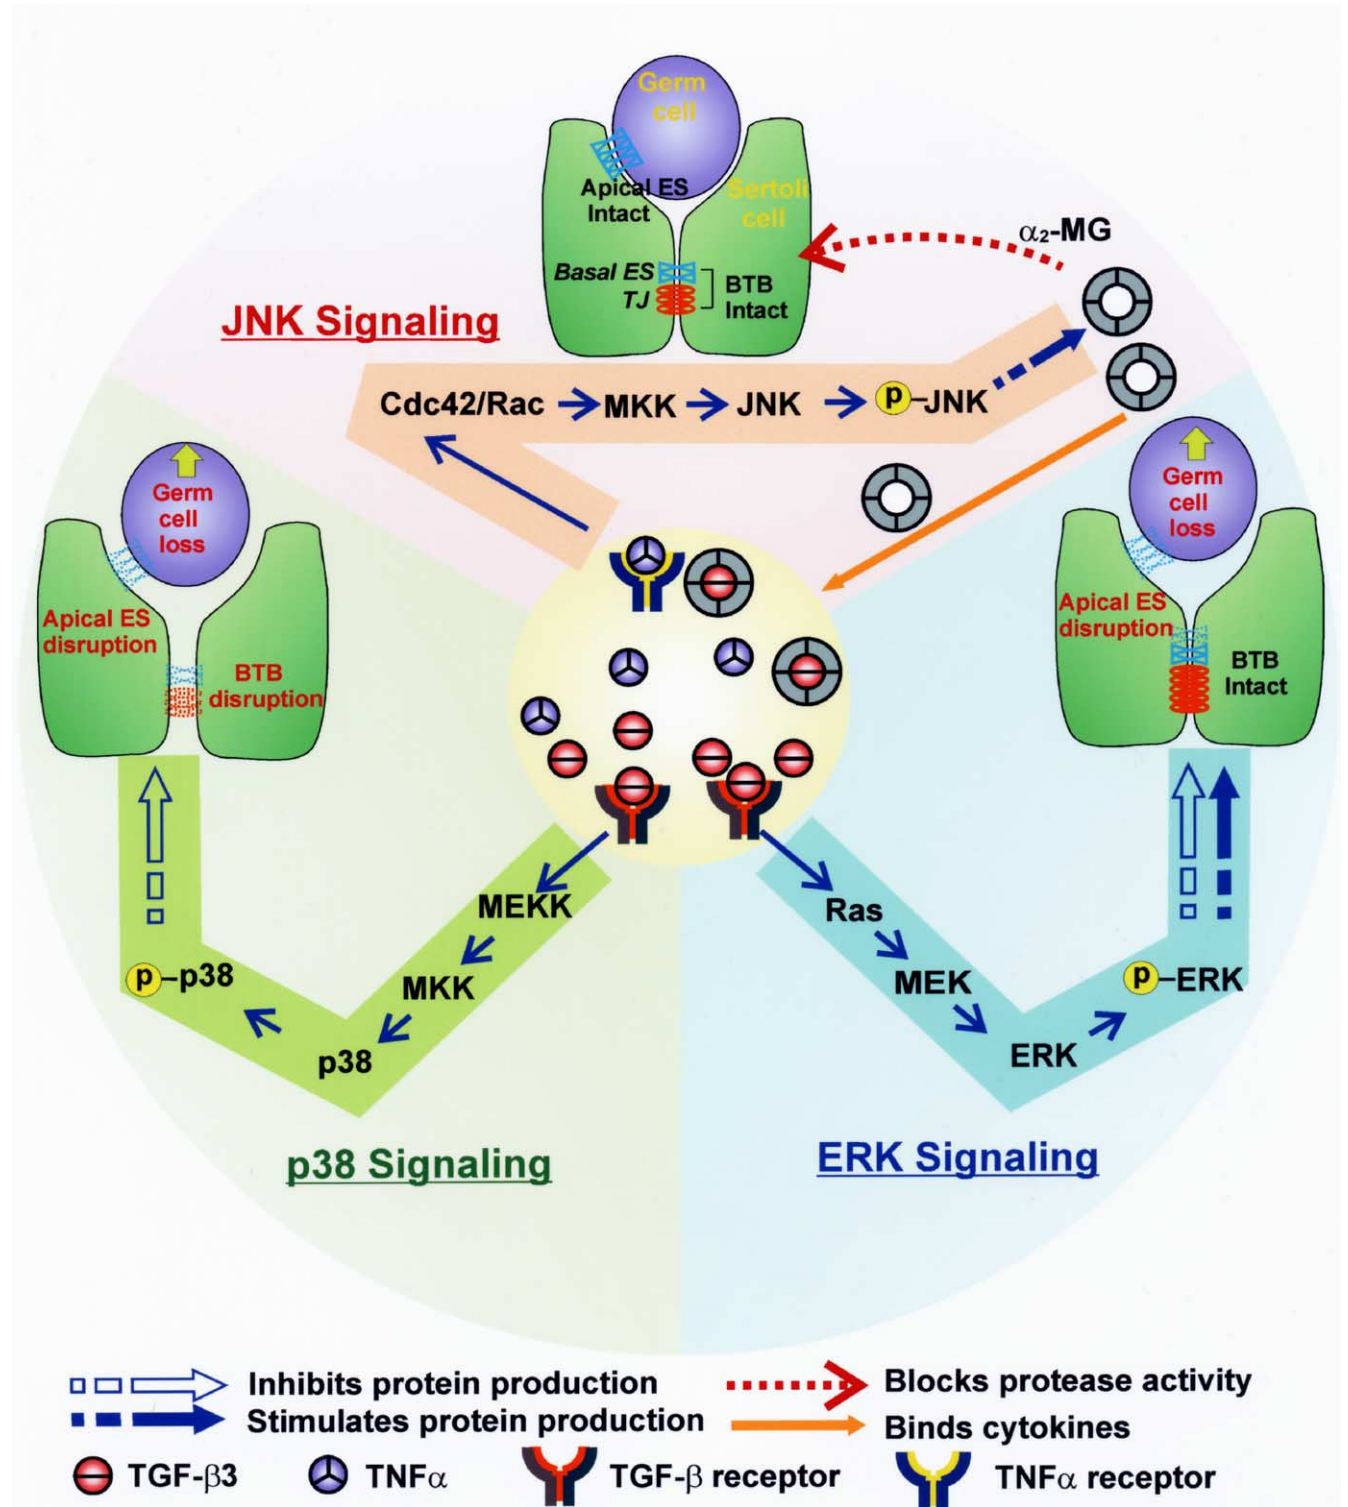 Germ
cell
Apical ES
Intact
Sertoli
cell
α₂-MG
Basal ES
TJ
BTB
Intact
JNK Signaling
Cdc42/Rac
MKK
JNK
p-JNK
Germ
cell
loss
Apical ES
disruption
BTB
disruption
Germ
cell
loss
Apical ES
disruption
BTB
Intact
MEKK
MKK
p38
p-p38
Ras
MEK
ERK
p-ERK
p38 Signaling
ERK Signaling
Inhibits protein production
Stimulates protein production
Blocks protease activity
Binds cytokines
TGF-β3
TNFα
TGF-β receptor
TNFα receptor